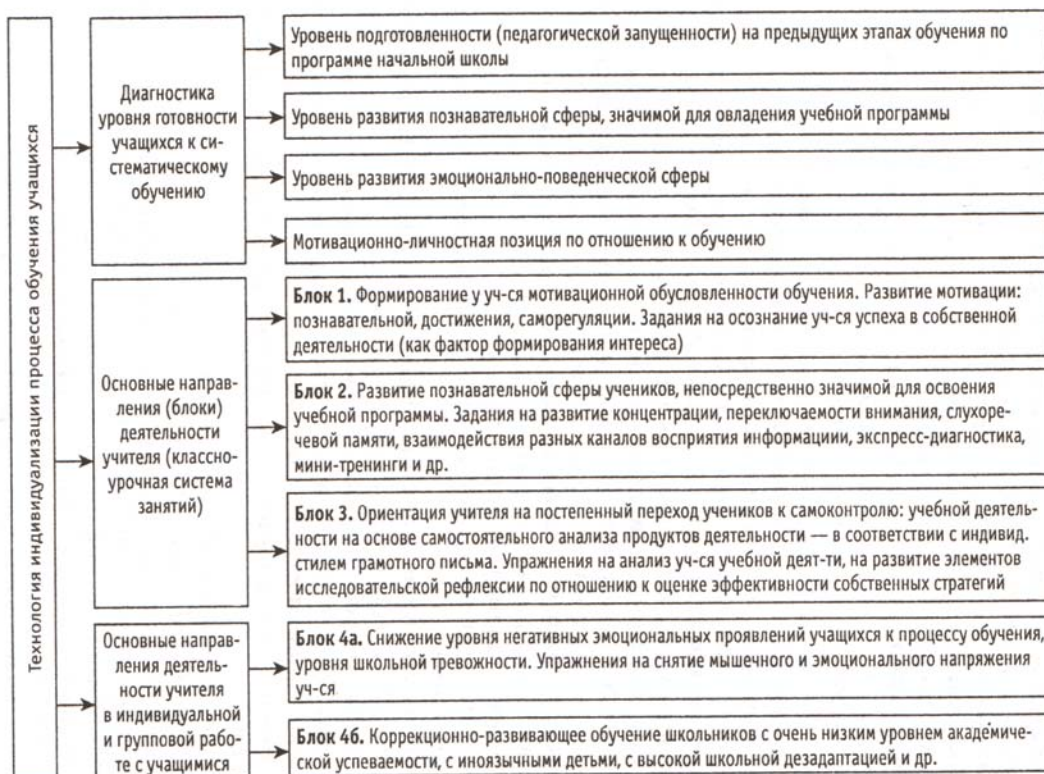 Технология индивидуализации процесса обучения учащихся
Диагностика
уровня готовности
учащихся к си-
стематическому
обучению
Уровень подготовленности (педагогической запущенности) на предыдущих этапах обучения по
программе начальной школы
Уровень развития познавательной сферы, значимой для овладения учебной программы
Уровень развития эмоционально-поведенческой сферы
Мотивационно-личностная позиция по отношению к обучению
Основные направ-
ления (блоки)
деятельности
учителя (классно-
урочная система
занятий)
Блок 1. Формирование у уч-ся мотивационной обусловленности обучения. Развитие мотивации:
познавательной, достижения, саморегуляции. Задания на осознание уч-ся успеха в собственной
деятельности (как фактор формирования интереса)
Блок 2. Развитие познавательной сферы учеников, непосредственно значимой для освоения
учебной программы. Задания на развитие концентрации, переключаемости внимания, слухоре-
чевой памяти, взаимодействия разных каналов восприятия информациии, экспресс-диагностика,
мини-тренинги и др.
Блок 3. Ориентация учителя на постепенный переход учеников к самоконтролю: учебной деятель-
ности на основе самостоятельного анализа продуктов деятельности — в соответствии с индивид.
стилем грамотного письма. Упражнения на анализ уч-ся учебной деят-ти, на развитие элементов
исследовательской рефлексии по отношению к оценке эффективности собственных стратегий
Основные направ-
ления деятель-
ности учителя
в индивидуальной
и групповой рабо-
те с учащимися
Блок 4а. Снижение уровня негативных эмоциональных проявлений учащихся к процессу обучения,
уровня школьной тревожности. Упражнения на снятие мышечного и эмоционального напряжения
уч-ся
Блок 4б. Коррекционно-развивающее обучение школьников с очень низким уровнем академиче-
ской успеваемости, с иноязычными детьми, с высокой школьной дезадаптацией и др.